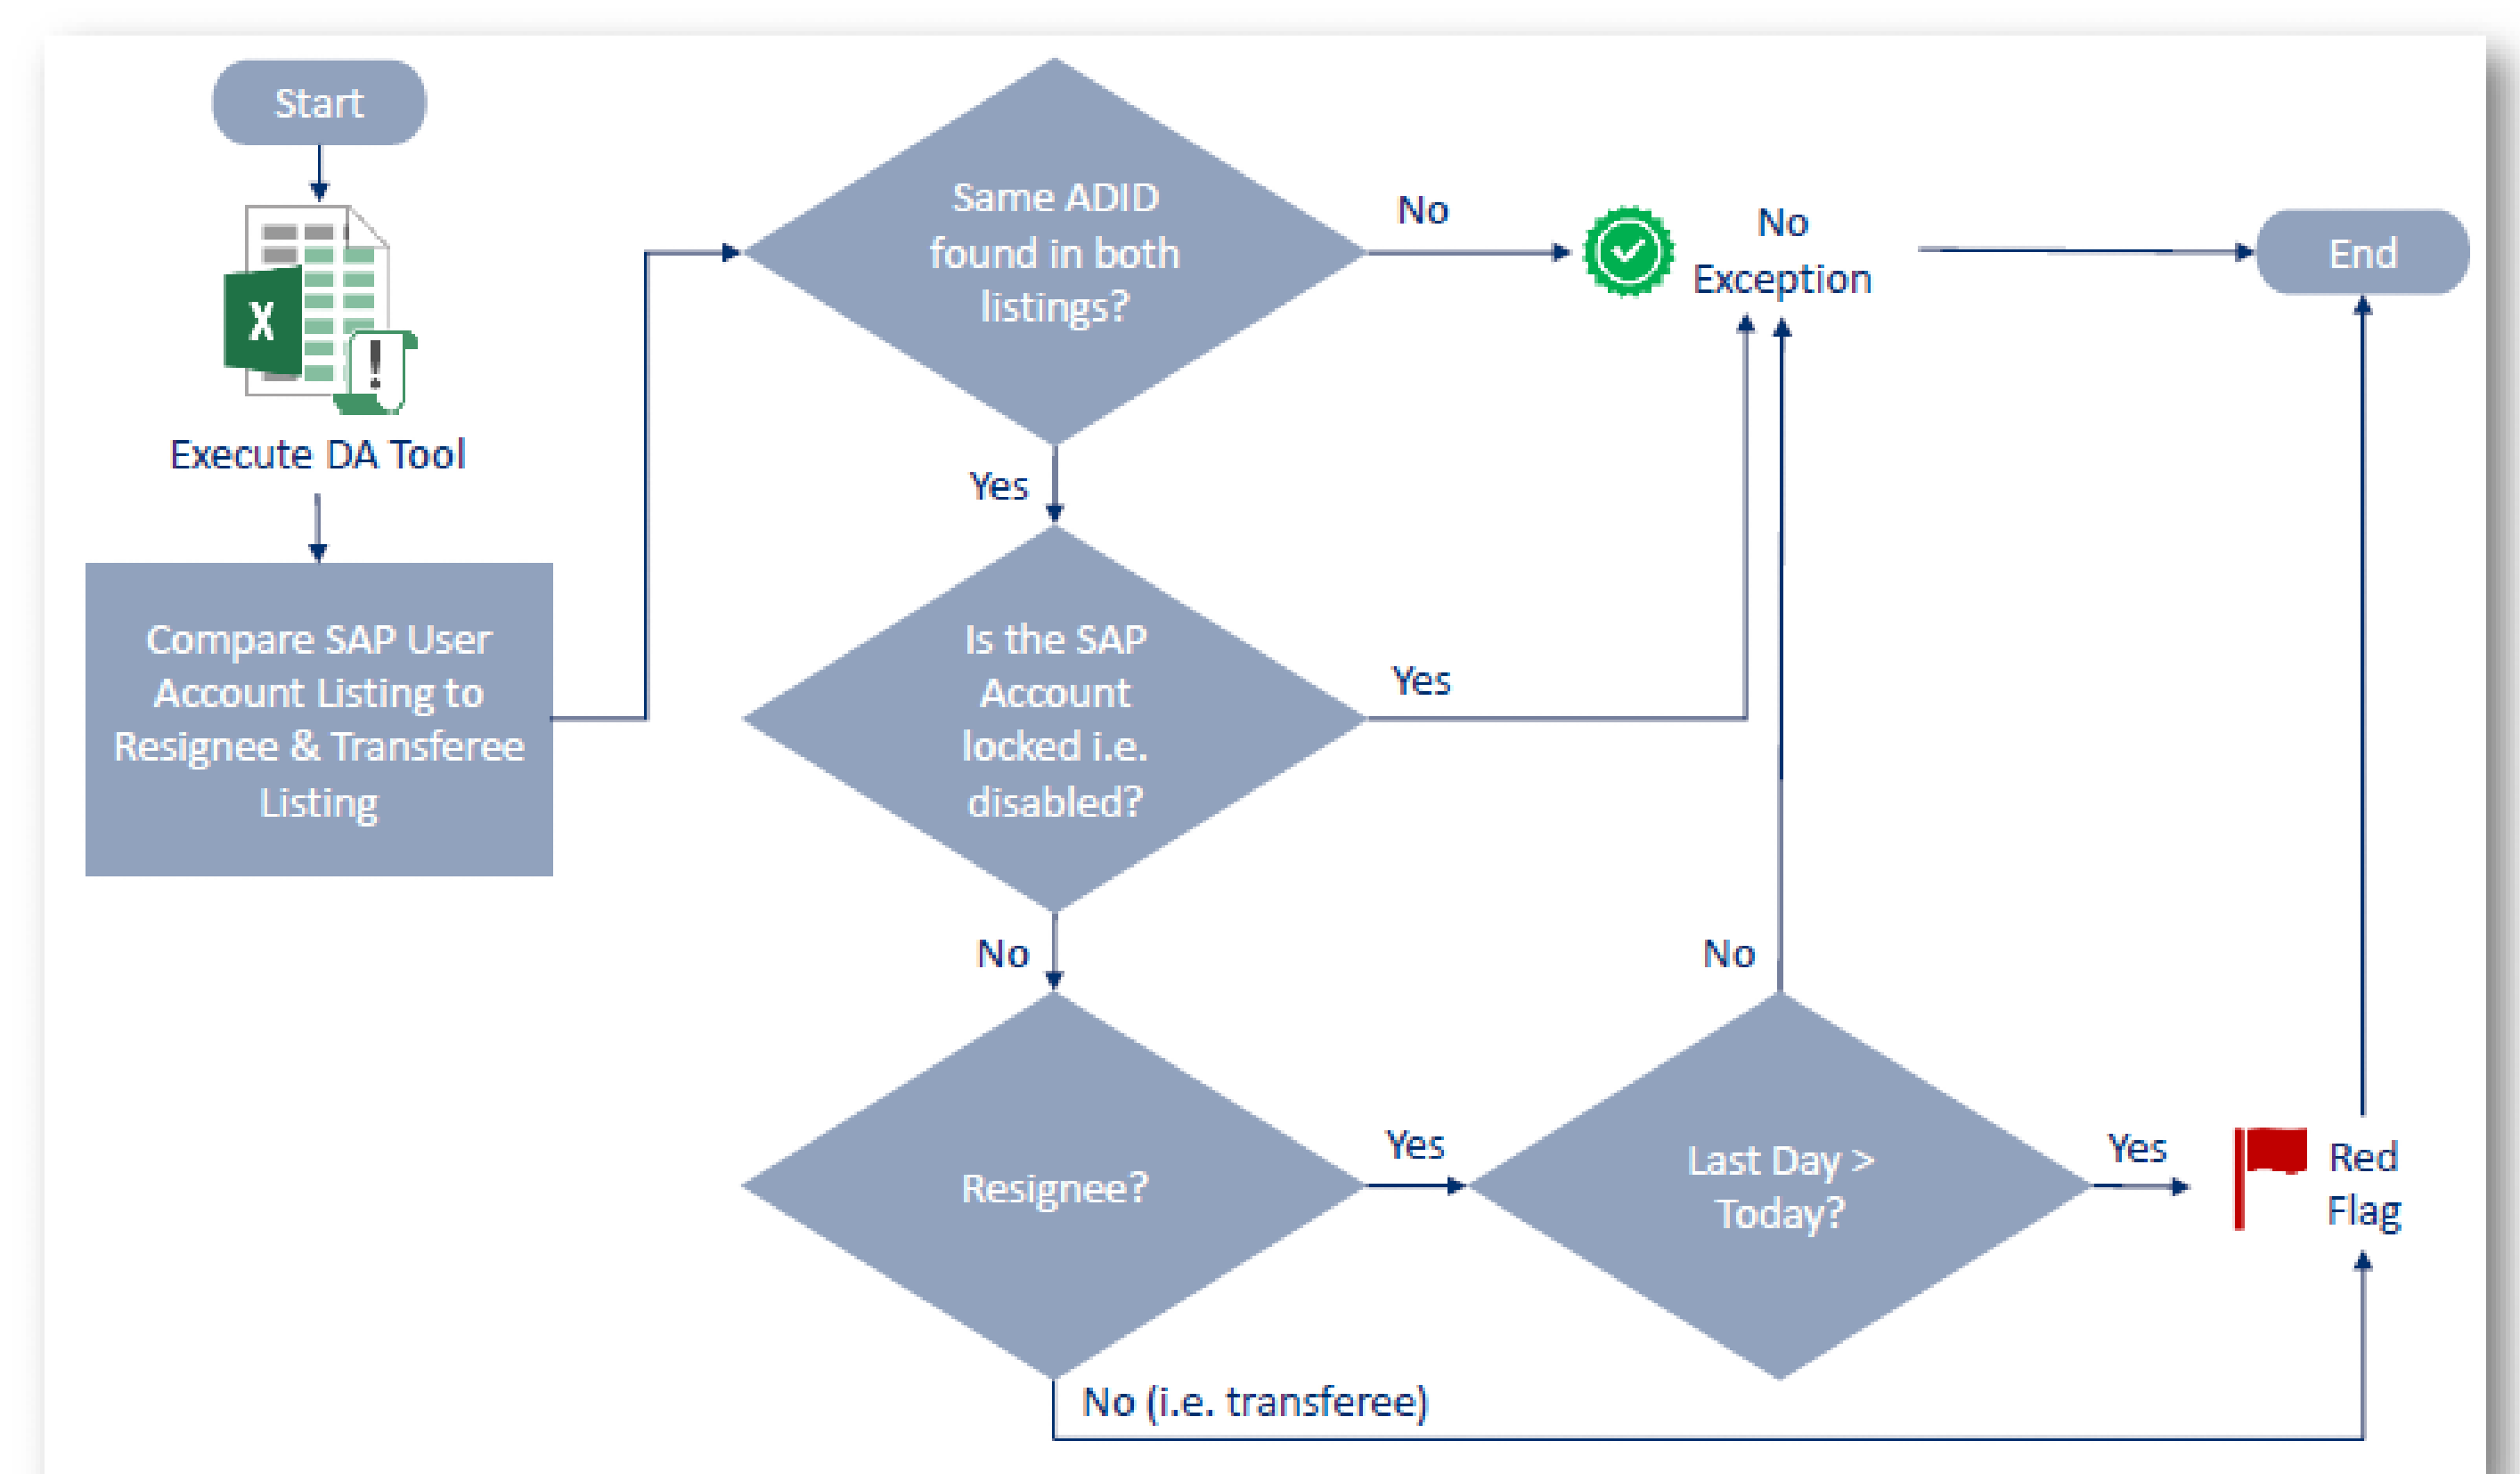 Start
Execute DA Tool
Compare SAP User
Account Listing to
Resignee & Transferee
Listing
Same ADID
found in both
listings?
No
No
Exception
End
Yes
Is the SAP
Account
locked i.e.
disabled?
Yes
No
Resignee?
Yes
No (i.e. transferee)
Last Day >
Today?
No
Yes
Red
Flag